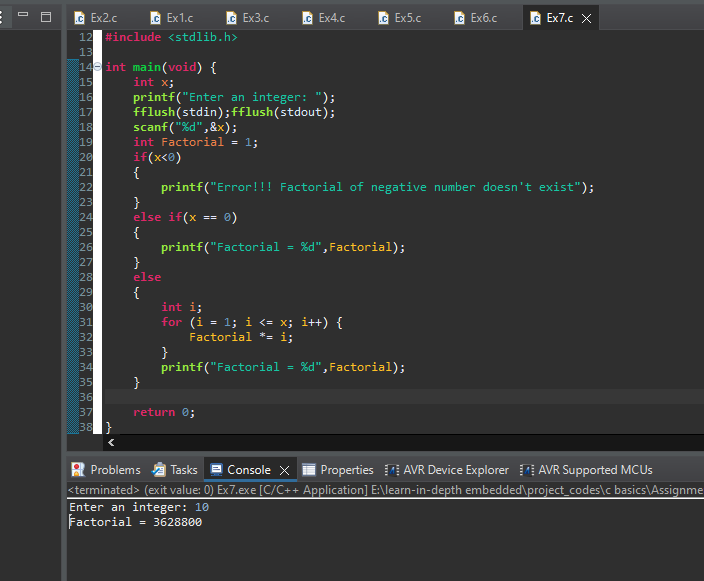 Ex2.c Ex1.c Ex3.c Ex4.c Ex5.c Ex6.c Ex7.c
12 #include <stdlib.h>
13
14 int main(void) {
15 int x;
16 printf("Enter an integer: ");
17 fflush(stdin);fflush(stdout);
18 scanf("%d",&x);
19 int Factorial = 1;
20 if(x<0)
21 {
22 printf("Error!!! Factorial of negative number doesn't exist");
23 }
24 else if(x == 0)
25 {
26 printf("Factorial = %d",Factorial);
27 }
28 else
29 {
30 int i;
31 for (i = 1; i <= x; i++) {
32 Factorial *= i;
33 }
34 printf("Factorial = %d",Factorial);
35 }
36
37 return 0;
38 }
Problems Tasks Console Properties AVR Device Explorer AVR Supported MCUs
<terminated> (exit value: 0) Ex7.exe [C/C++ Application] E:\learn-in-depth embedded\project_codes\c basics\Assignme
Enter an integer: 10
Factorial = 3628800